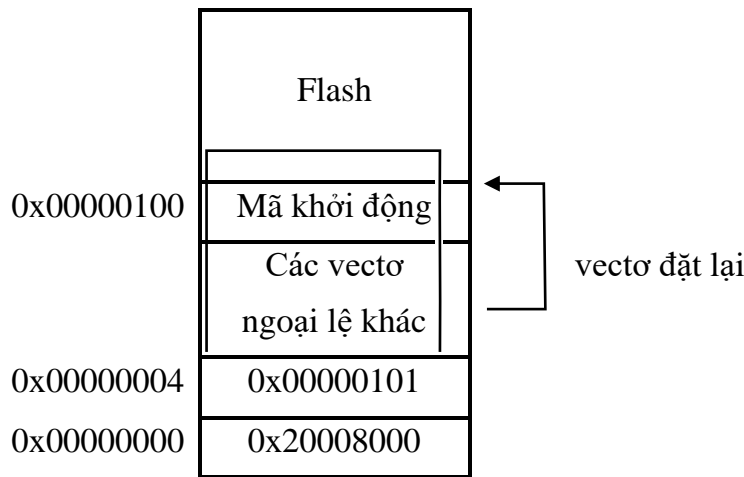 Flash
0x00000100 Mã khởi động
Các vectơ
ngoại lệ khác
vectơ đặt lại
0x00000004 0x00000101
0x00000000 0x20008000